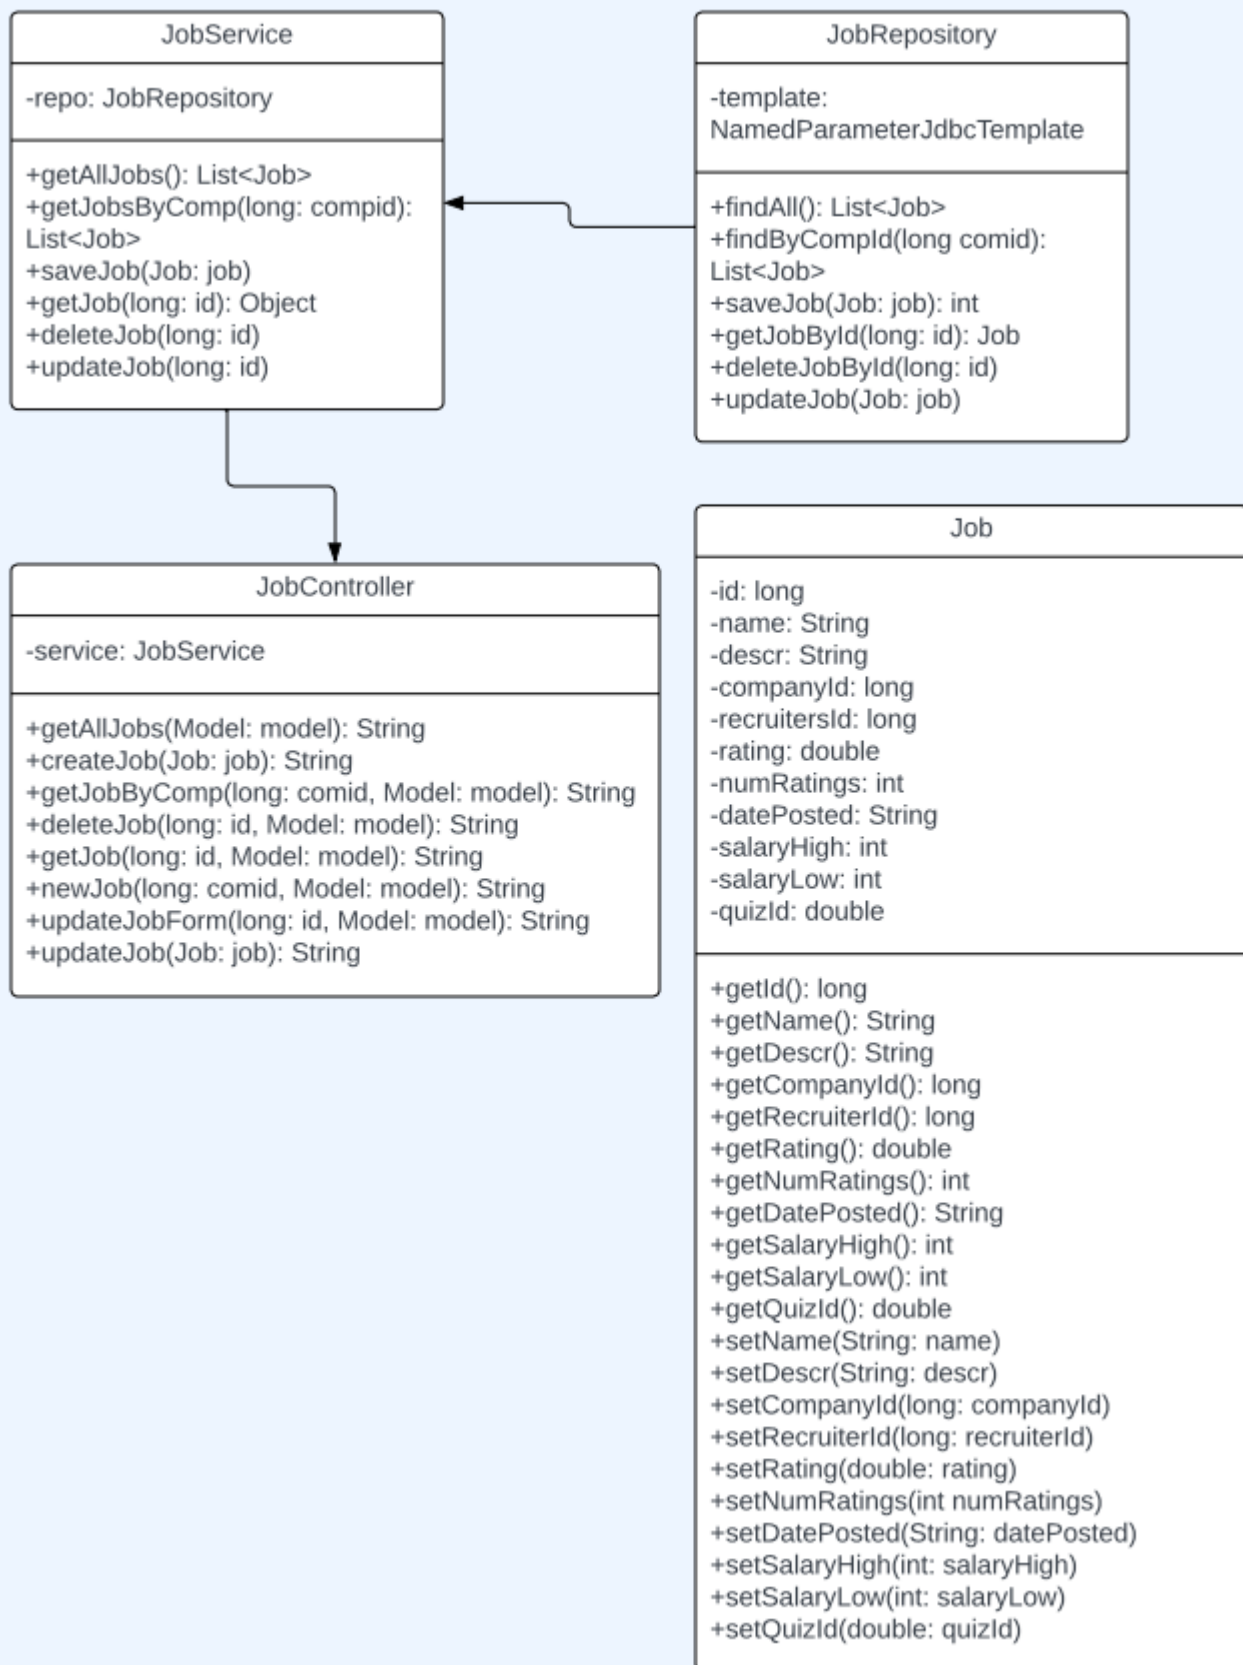 JobService
-repo: JobRepository
+getAllJobs(): List<Job>
+getJobsByComp(long: compid):
List<Job>
+saveJob(Job: job)
+getJob(long: id): Object
+deleteJob(long: id)
+updateJob(long: id)
JobRepository
-template:
NamedParameterJdbcTemplate
+findAll(): List<Job>
+findByCompId(long comid):
List<Job>
+saveJob(Job: job): int
+getJobById(long: id): Job
+deleteJobById(long: id)
+updateJob(Job: job)
JobController
-service: JobService
+getAllJobs(Model: model): String
+createJob(Job: job): String
+getJobByComp(long: comid, Model: model): String
+deleteJob(long: id, Model: model): String
+getJob(long: id, Model: model): String
+newJob(long: comid, Model: model): String
+updateJobForm(long: id, Model: model): String
+updateJob(Job: job): String
Job
-id: long
-name: String
-descr: String
-companyId: long
-recruitersId: long
-rating: double
-numRatings: int
-datePosted: String
-salaryHigh: int
-salaryLow: int
-quizId: double
+getId(): long
+getName(): String
+getDescr(): String
+getCompanyId(): long
+getRecruiterId(): long
+getRating(): double
+getNumRatings(): int
+getDatePosted(): String
+getSalaryHigh(): int
+getSalaryLow(): int
+getQuizId(): double
+setName(String: name)
+setDescr(String: descr)
+setCompanyId(long: companyId)
+setRecruiterId(long: recruiterId)
+setRating(double: rating)
+setNumRatings(int numRatings)
+setDatePosted(String: datePosted)
+setSalaryHigh(int: salaryHigh)
+setSalaryLow(int: salaryLow)
+setQuizId(double: quizId)